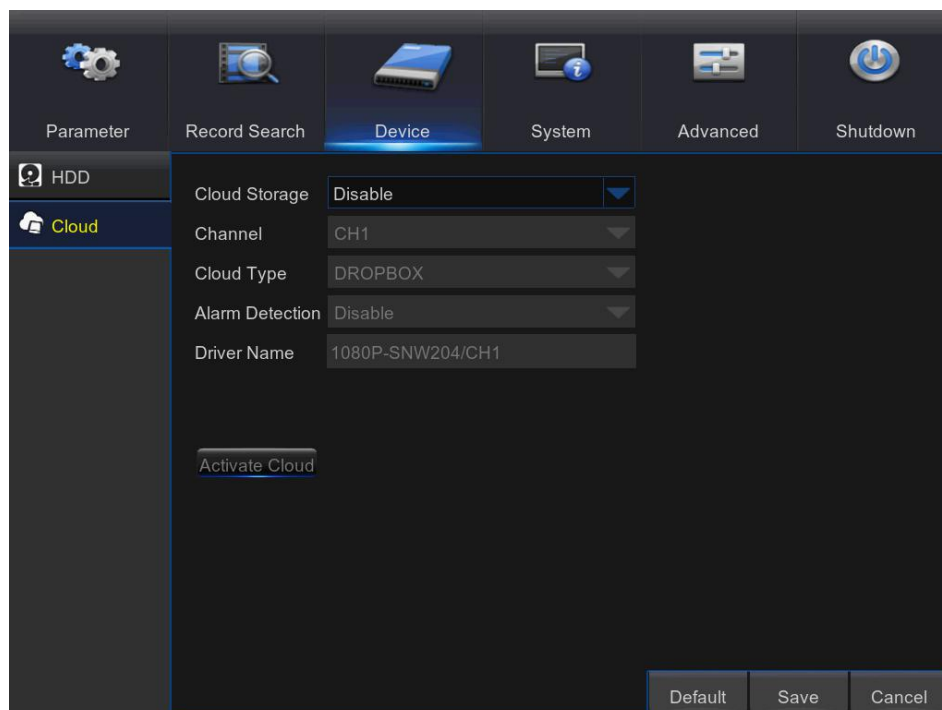 Parameter Record Search Device System Advanced Shutdown
HDD
Cloud
Cloud Storage Disable
Channel CH1
Cloud Type DROPBOX
Alarm Detection Disable
Driver Name 1080P-SNW204/CH1
Activate Cloud
Default Save Cancel